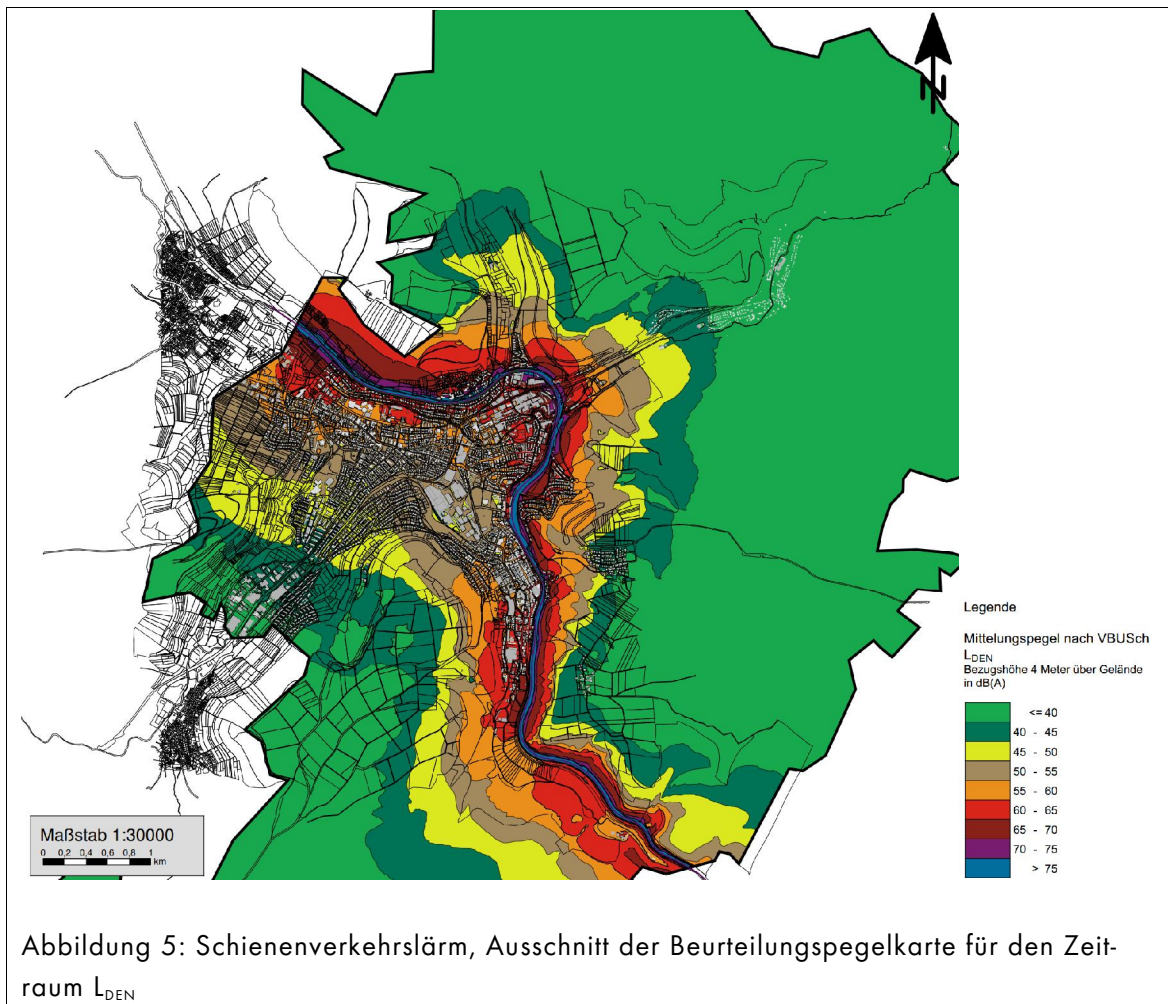 N
Legende
Mittelungspegel nach VBUSch
L_DEN
Bezugshöhe 4 Meter über Gelände
in dB(A)
<= 40
40 - 45
45 - 50
50 - 55
55 - 60
60 - 65
65 - 70
70 - 75
> 75
Maßstab 1:30000
0 0,2 0,4 0,6 0,8 1
km
Abbildung 5: Schienenverkehrslärm, Ausschnitt der Beurteilungspegelkarte für den Zeit-
raum L_DEN